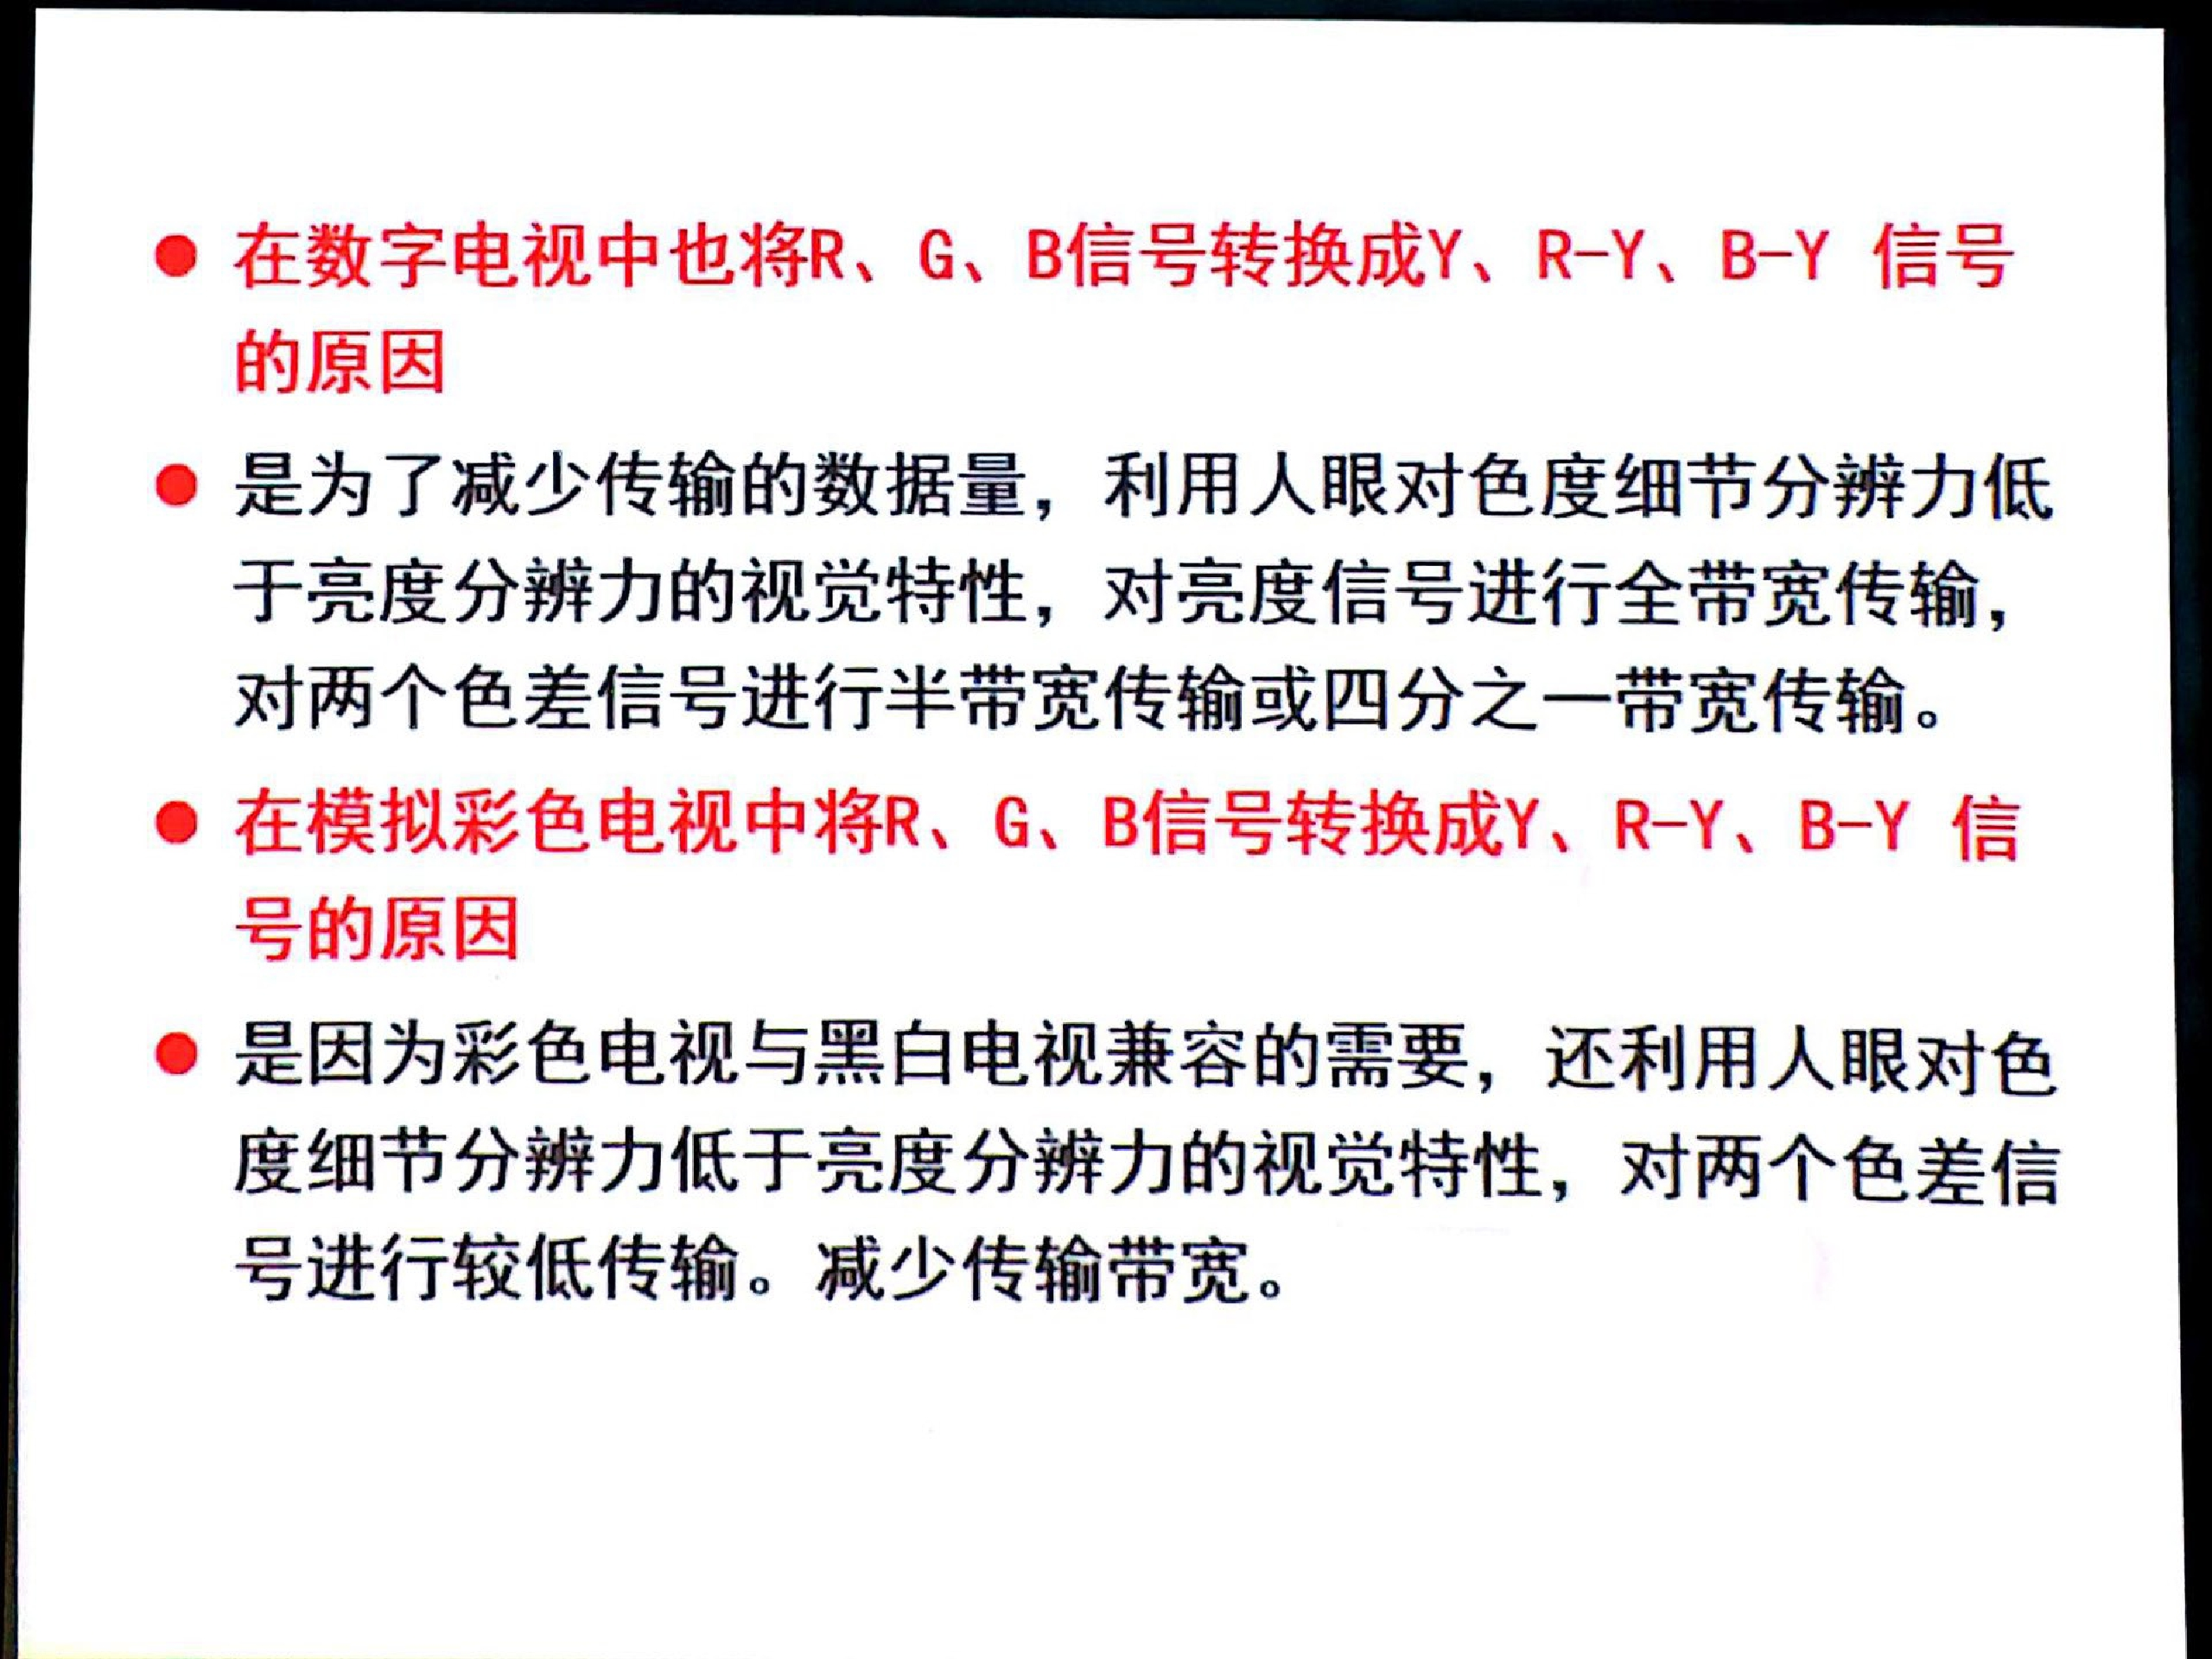 在数字电视中也将R、G、B信号转换成Y、R-Y、B-Y 信号
的原因
是为了减少传输的数据量，利用人眼对色度细节分辨力低
于亮度分辨力的视觉特性，对亮度信号进行全带宽传输，
对两个色差信号进行半带宽传输或四分之一带宽传输。
在模拟彩色电视中将R、G、B信号转换成Y、R-Y、B-Y 信
号的原因
是因为彩色电视与黑白电视兼容的需要，还利用人眼对色
度细节分辨力低于亮度分辨力的视觉特性，对两个色差信
号进行较低传输。减少传输带宽。